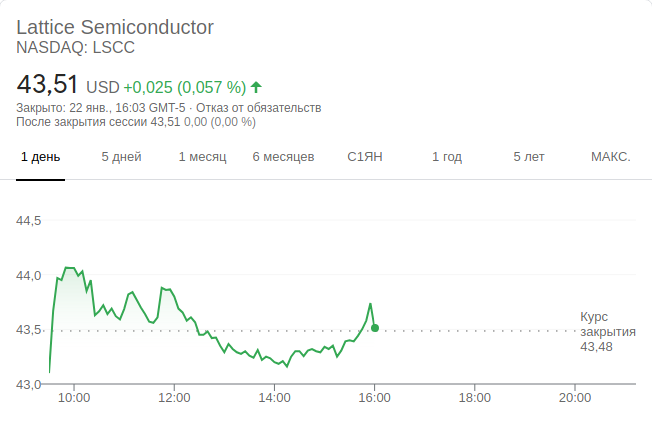 Lattice Semiconductor
NASDAQ: LSCC
43,51 USD +0,025 (0,057 %)
Закрыто: 22 янв., 16:03 GMT-5 · Отказ от обязательств
После закрытия сессии 43,51 0,00 (0,00 %)
1 день 5 дней 1 месяц 6 месяцев С1ЯН 1 год 5 лет МАКС.
44,5
44,0
43,5
43,0
Курс
закрытия
43,48
10:00 12:00 14:00 16:00 18:00 20:00